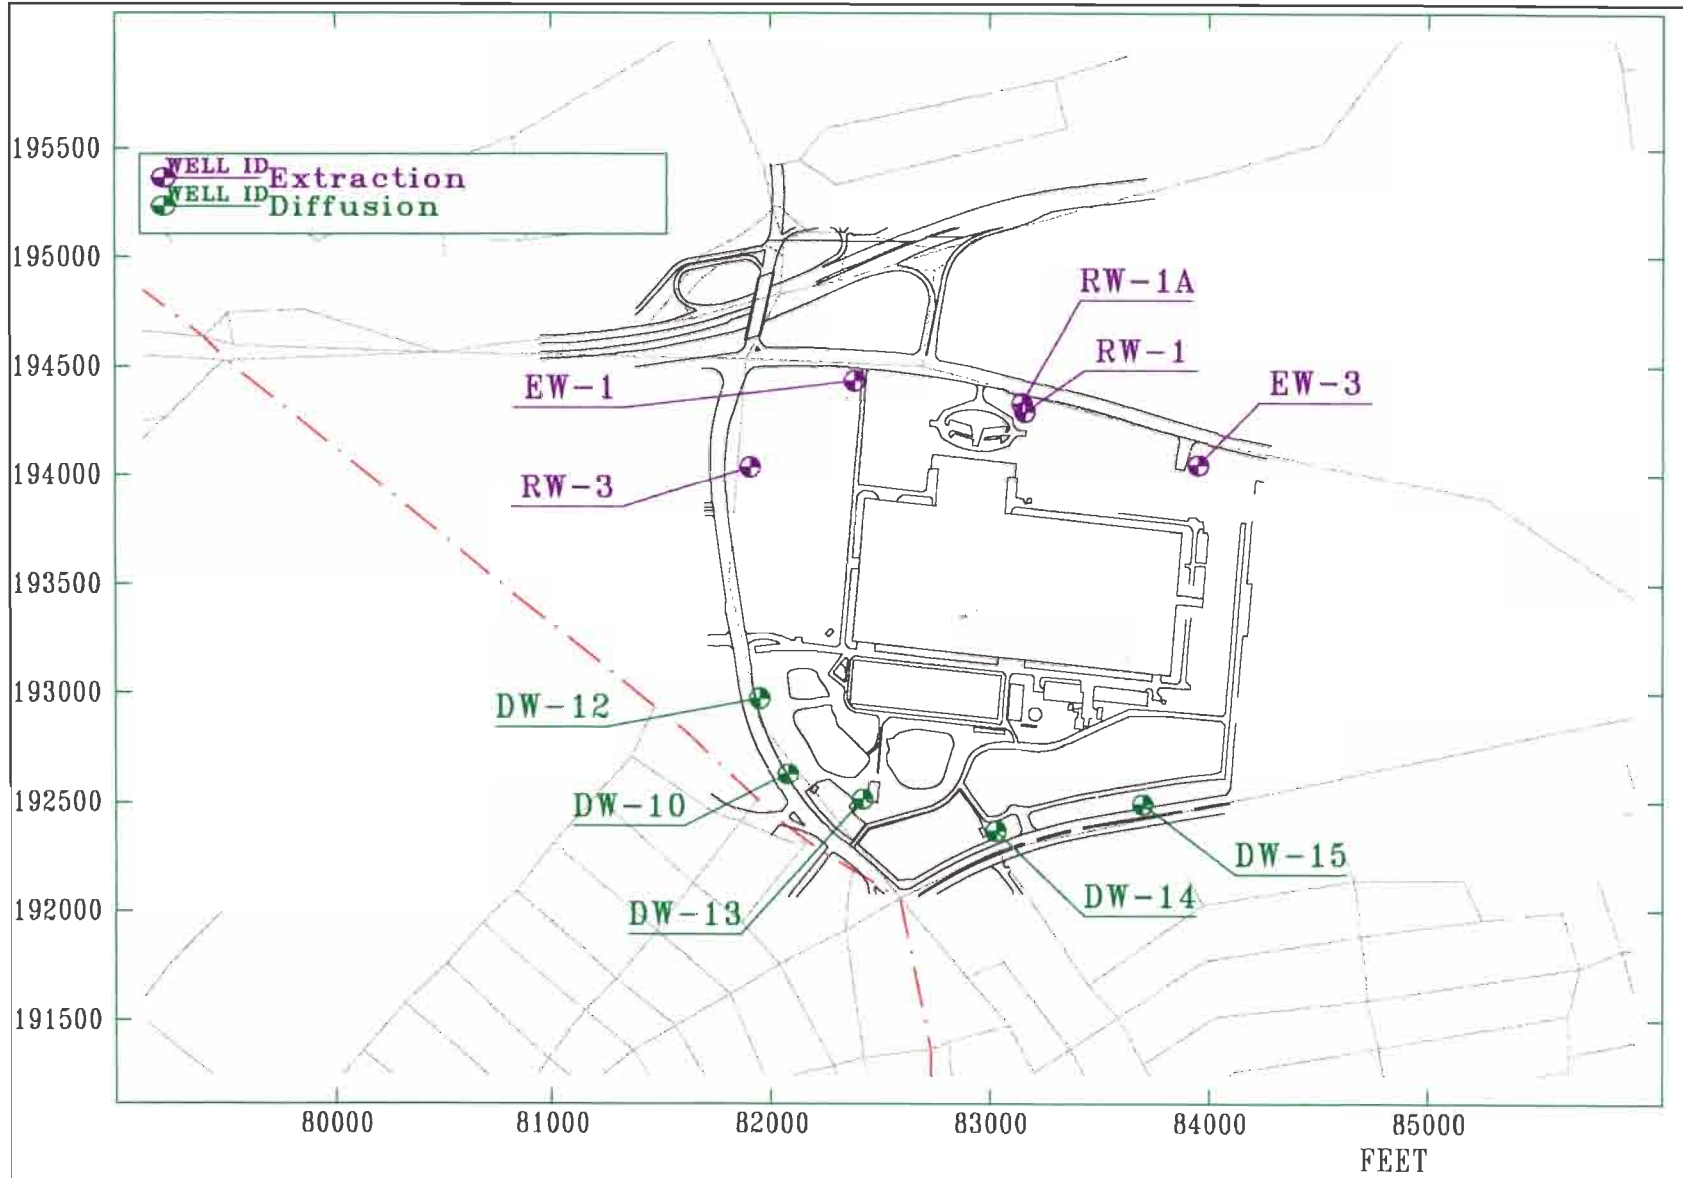 195500
WELL ID Extraction
WELL ID Diffusion
195000
RW-1A
RW-1
194500
EW-1
EW-3
194000
RW-3
193500
193000
DW-12
192500
DW-10
DW-15
DW-14
192000
DW-13
191500
80000 81000 82000 83000 84000 85000
FEET